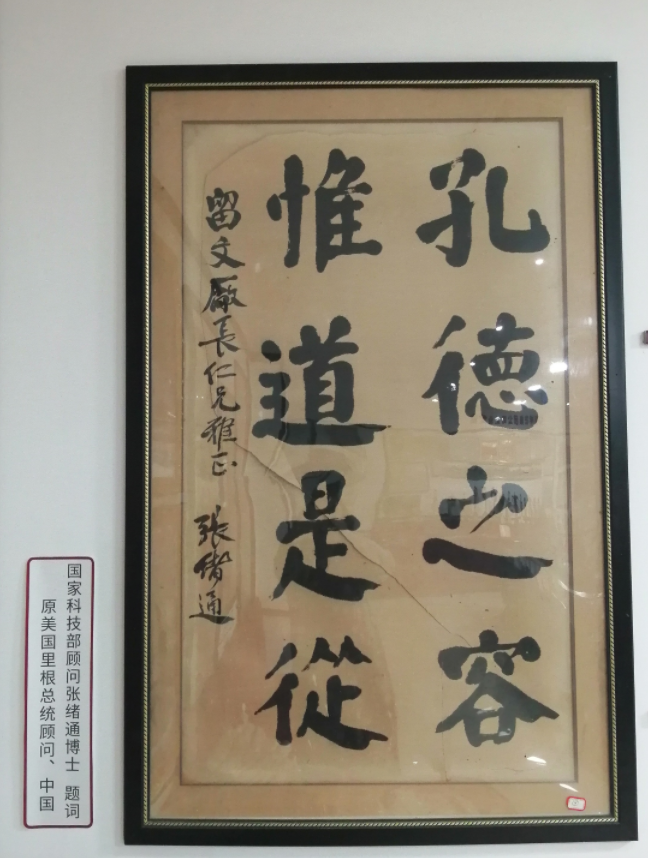 孔德之容
惟道是從
留文廠長仁兄雅正 張緒通
原美国里根总统顾问、中国
国家科技部顾问张绪通博士 题词